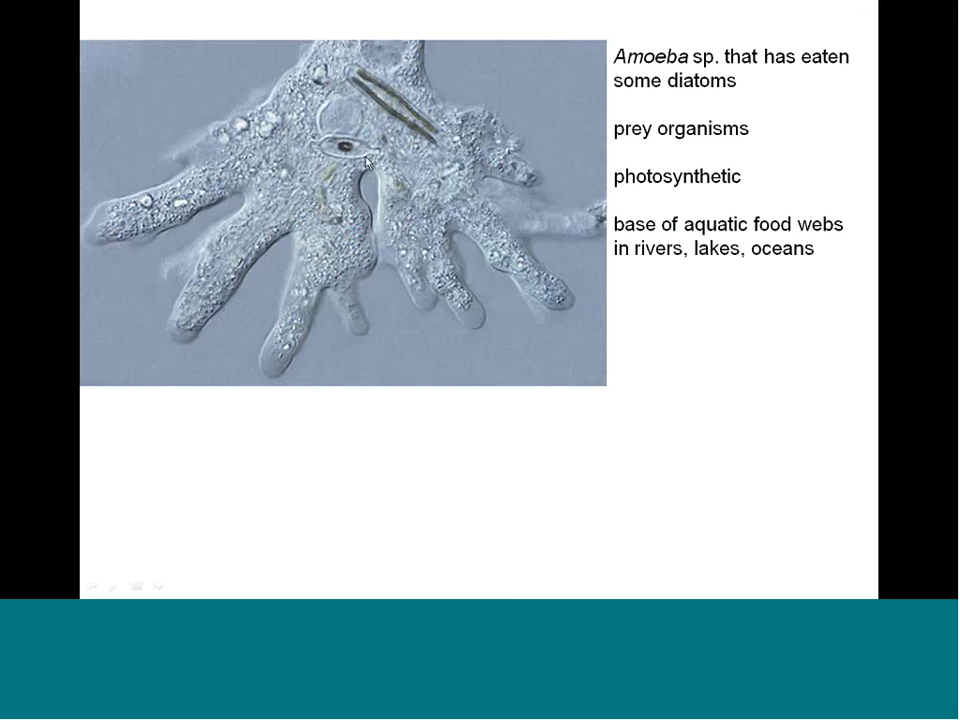 Amoeba sp. that has eaten
some diatoms
prey organisms
photosynthetic
base of aquatic food webs
in rivers, lakes, oceans